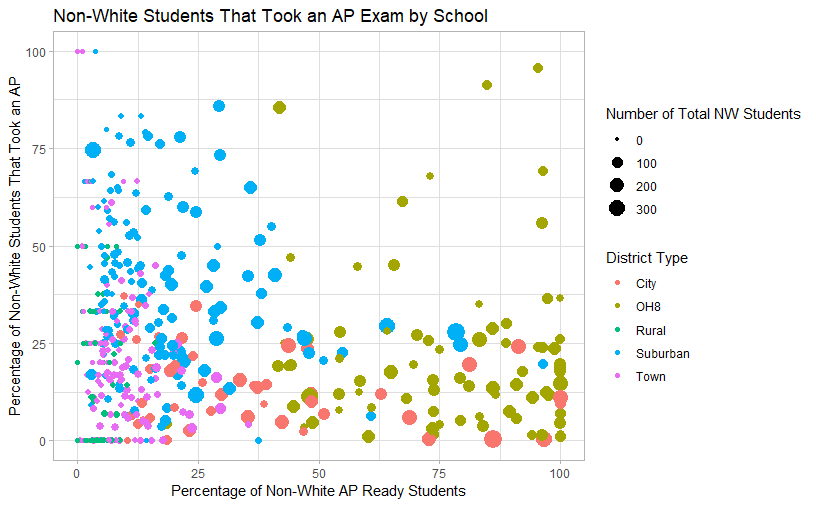 Non-White Students That Took an AP Exam by School
Percentage of Non-White Students That Took an AP
100
75
50
25
0
0
25
50
75
100
Percentage of Non-White AP Ready Students
Number of Total NW Students
0
100
200
300
District Type
City
OH8
Rural
Suburban
Town